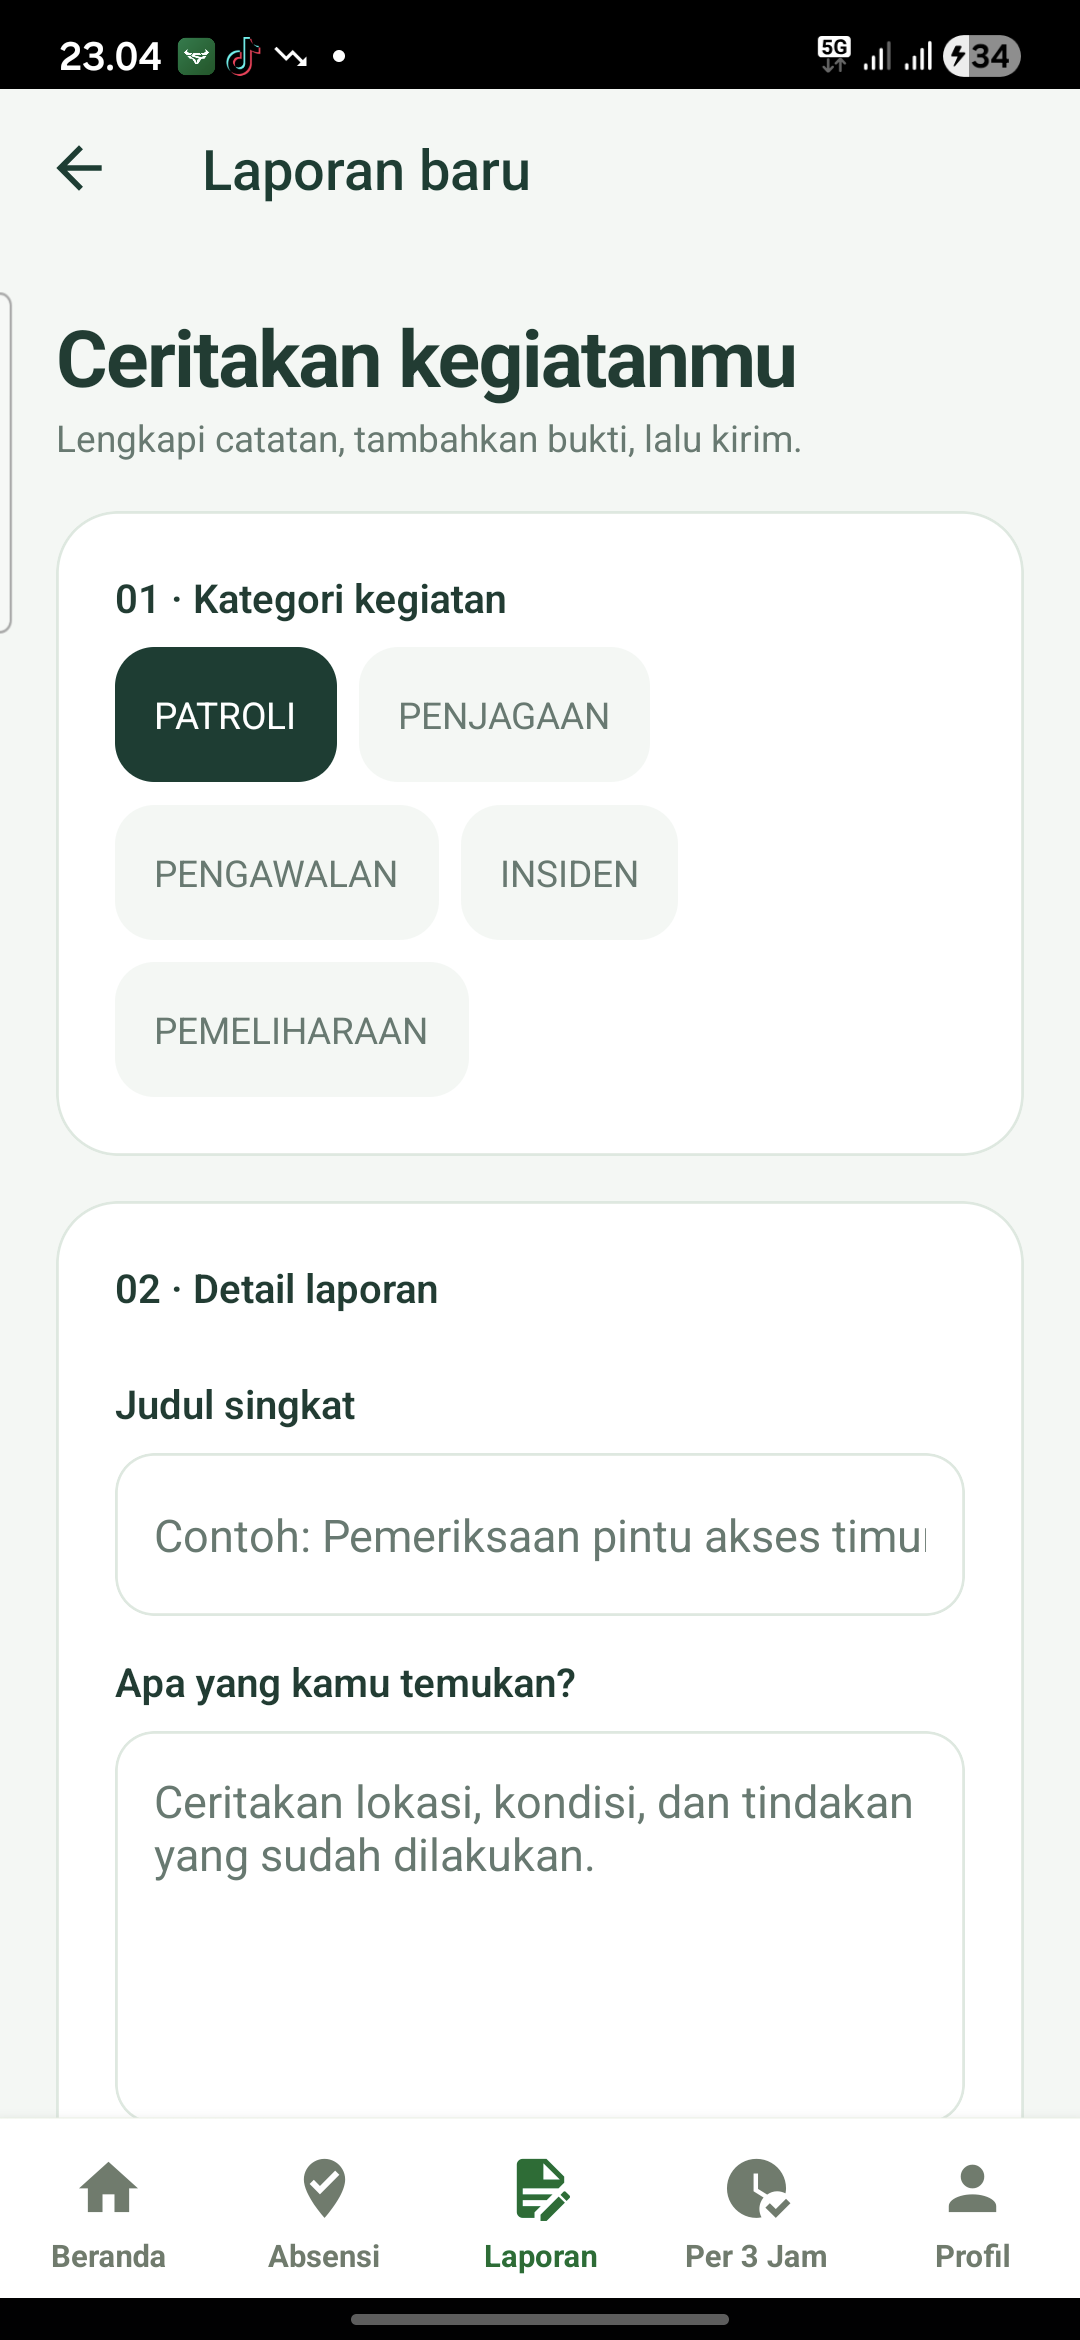 23.04
5G
34
Laporan baru
Ceritakan kegiatanmu
Lengkapi catatan, tambahkan bukti, lalu kirim.
01 · Kategori kegiatan
PATROLI PENJAGAAN
PENGAWALAN INSIDEN
PEMELIHARAAN
02 · Detail laporan
Judul singkat
Contoh: Pemeriksaan pintu akses timur
Apa yang kamu temukan?
Ceritakan lokasi, kondisi, dan tindakan
yang sudah dilakukan.
Beranda Absensi Laporan Per 3 Jam Profil